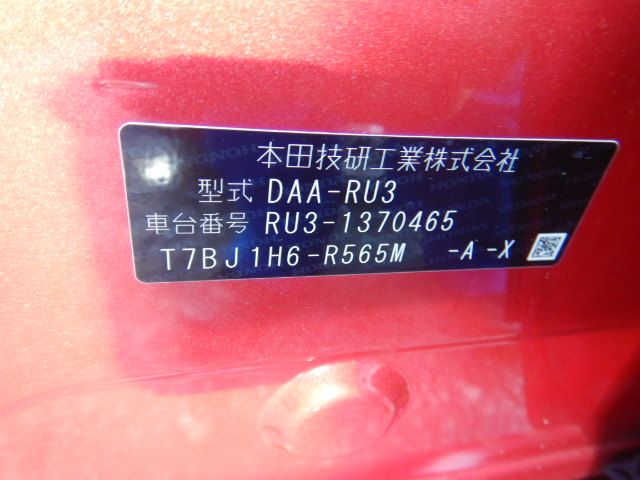 本田技研工業株式会社
型式 DAA-RU3
車台番号 RU3-1370465
T7BJ1H6-R565M -A -X